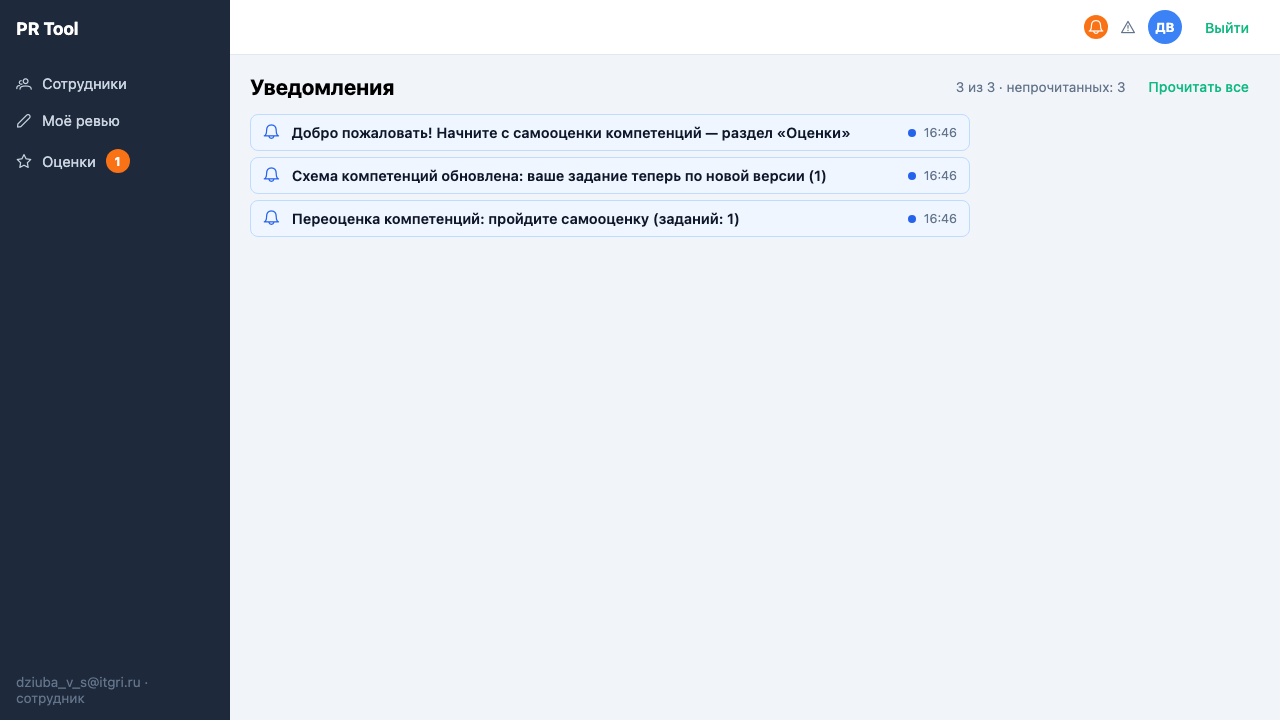 PR Tool
Сотрудники
Моё ревью
Оценки 1
dziuba_v_s@itgri.ru ·
сотрудник
ДВ Выйти
Уведомления 3 из 3 · непрочитанных: 3 Прочитать все
Добро пожаловать! Начните с самооценки компетенций — раздел «Оценки» 16:46
Схема компетенций обновлена: ваше задание теперь по новой версии (1) 16:46
Переоценка компетенций: пройдите самооценку (заданий: 1) 16:46